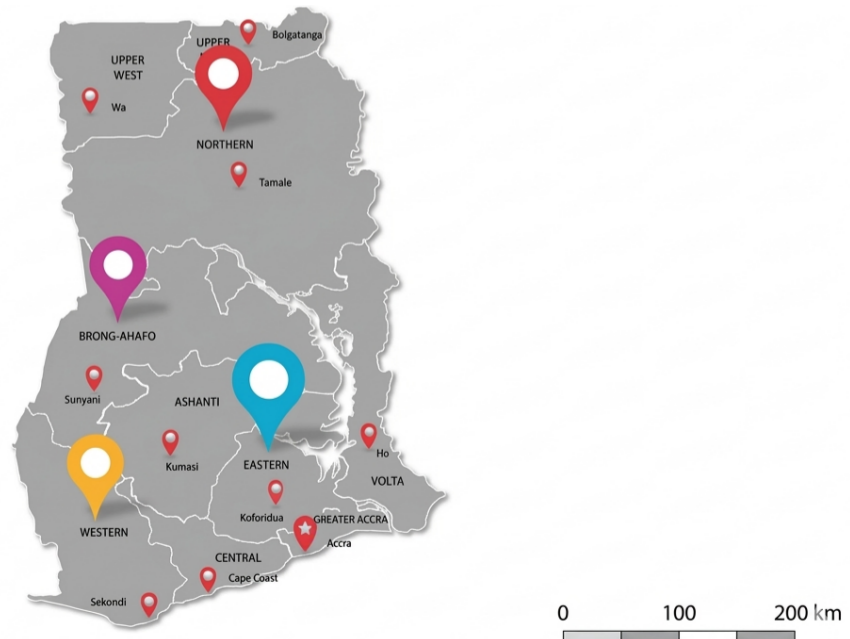 UPPER
WEST
UPPER
Bolgatanga
Wa
NORTHERN
Tamale
BRONG-AHAFO
Sunyani
ASHANTI
Kumasi
EASTERN
Ho
VOLTA
Koforidua
GREATER ACCRA
Accra
WESTERN
CENTRAL
Cape Coast
Sekondi
0 100 200 km